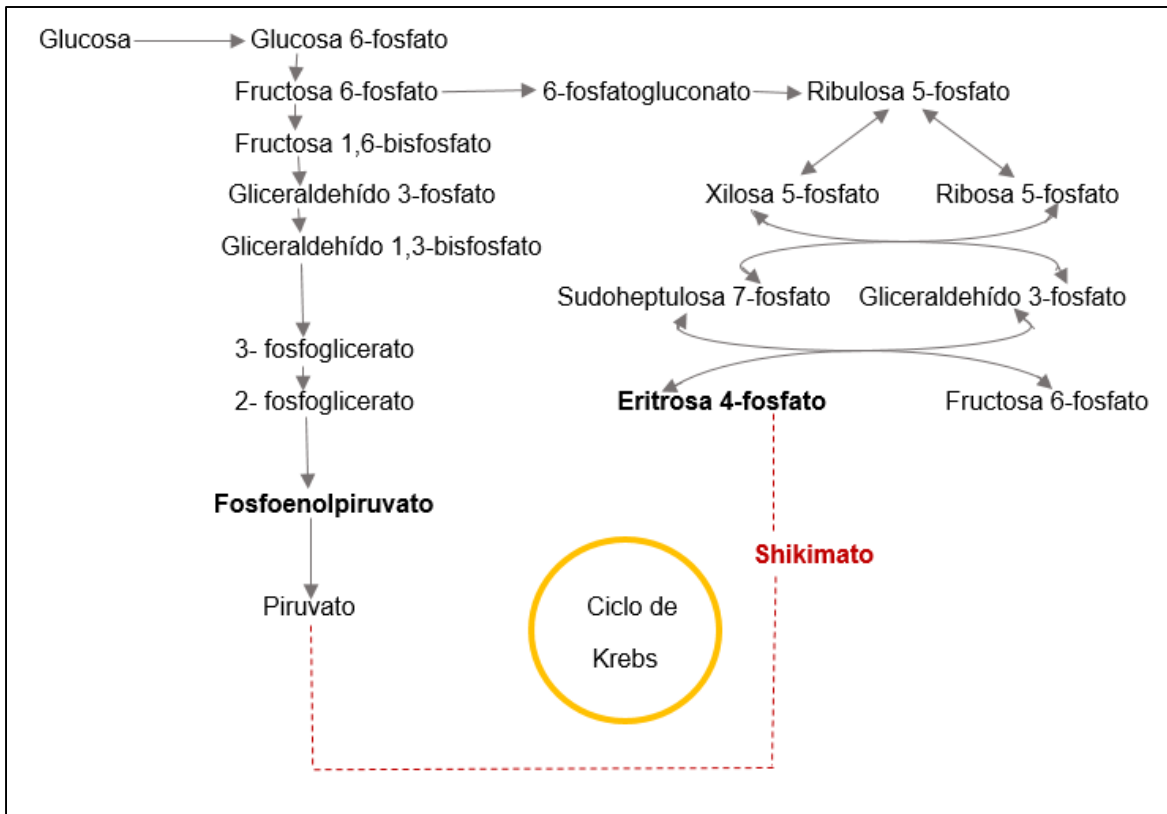 Glucosa
Glucosa 6-fosfato
Fructosa 6-fosfato
6-fosfatogluconato
Ribulosa 5-fosfato
Fructosa 1,6-bisfosfato
Gliceraldehído 3-fosfato
Xilosa 5-fosfato
Ribosa 5-fosfato
Gliceraldehído 1,3-bisfosfato
Sudoheptulosa 7-fosfato
Gliceraldehído 3-fosfato
3- fosfoglicerato
2- fosfoglicerato
Eritrosa 4-fosfato
Fructosa 6-fosfato
Fosfoenolpiruvato
Shikimato
Piruvato
Ciclo de
Krebs